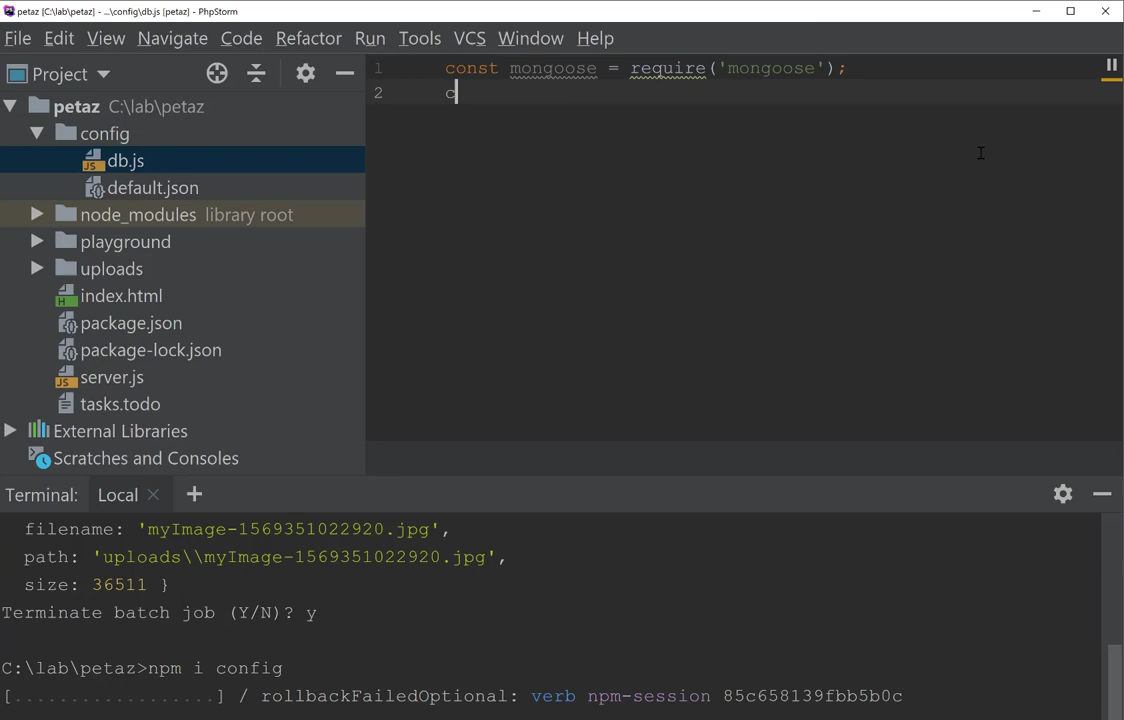 petaz [C:\lab\petaz] - ...\config\db.js [petaz] - PhpStorm
File Edit View Navigate Code Refactor Run Tools VCS Window Help
Project
petaz C:\lab\petaz
config
db.js
default.json
node_modules library root
playground
uploads
index.html
package.json
package-lock.json
server.js
tasks.todo
External Libraries
Scratches and Consoles
1 const mongoose = require('mongoose');
2 c
Terminal: Local
filename: 'myImage-1569351022920.jpg',
path: 'uploads\\myImage-1569351022920.jpg',
size: 36511 }
Terminate batch job (Y/N)? y
C:\lab\petaz>npm i config
[..................] / rollbackFailedOptional: verb npm-session 85c658139fbb5b0c